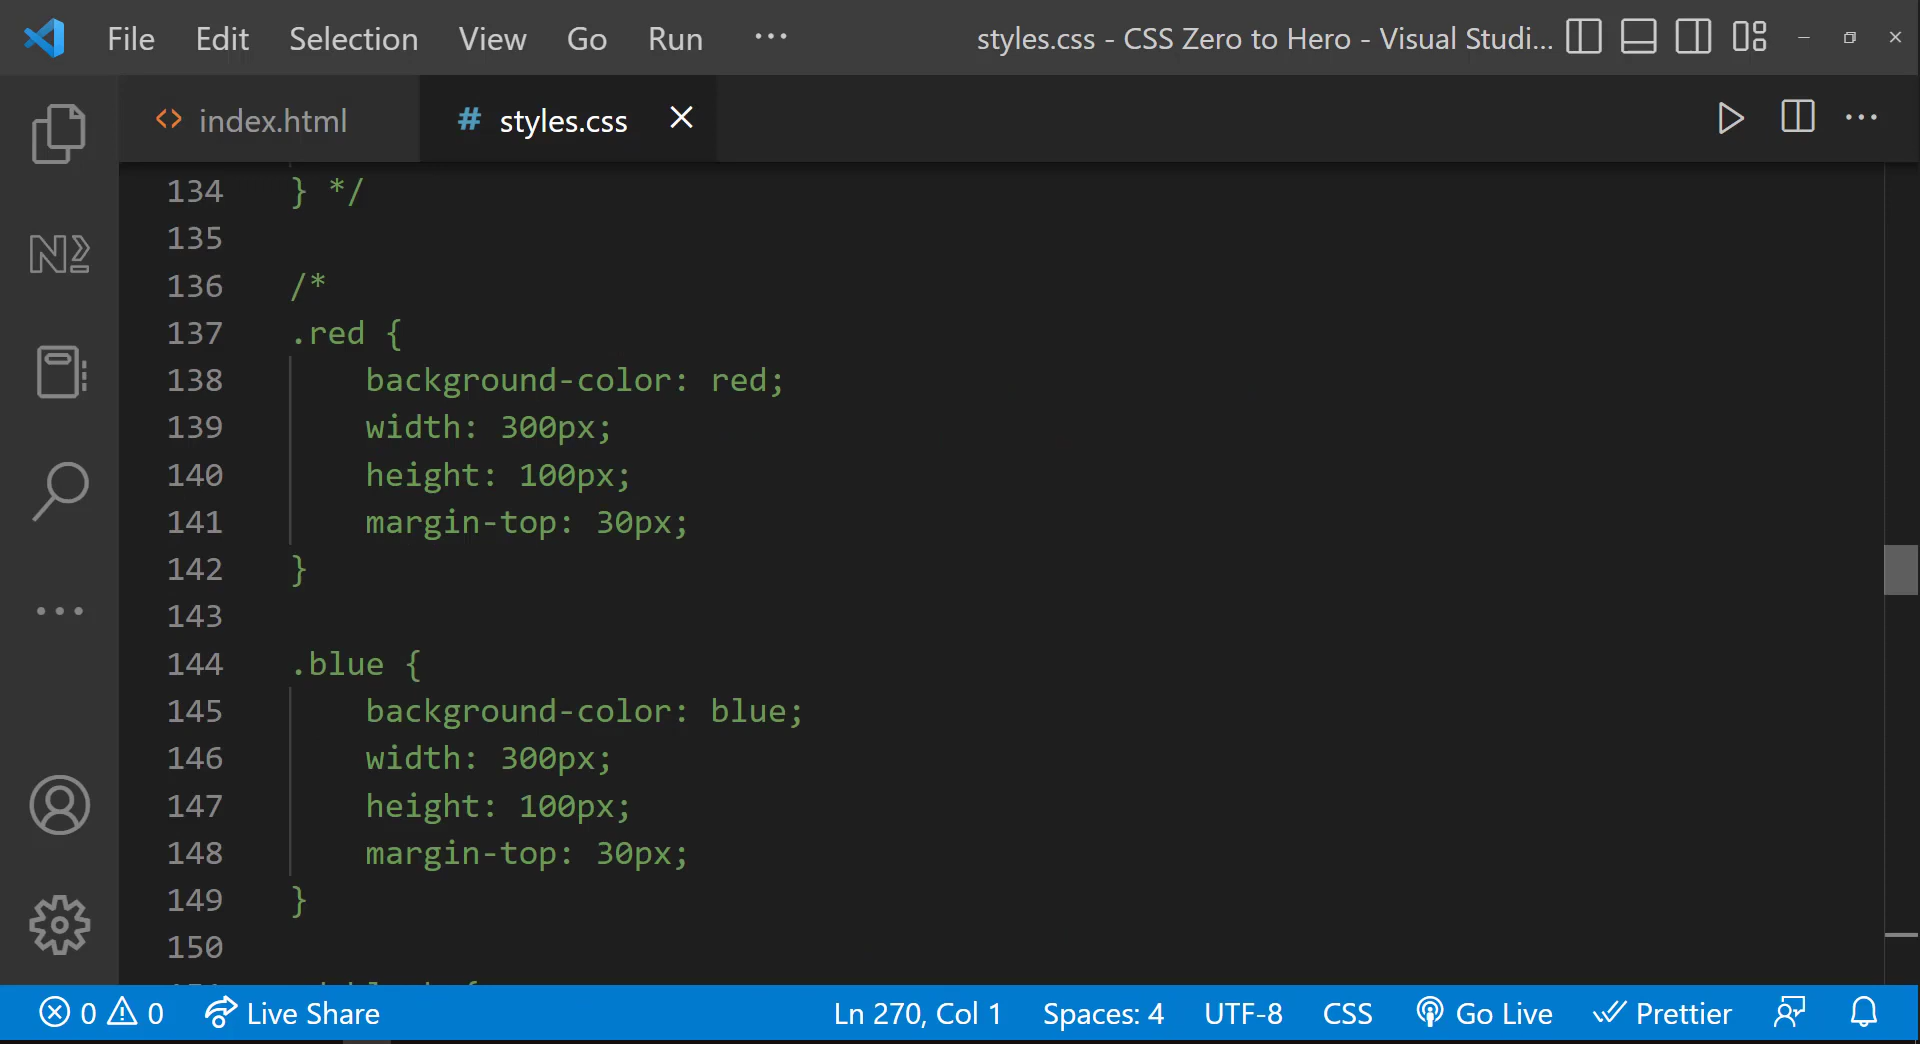 File Edit Selection View Go Run ··· styles.css - CSS Zero to Hero - Visual Studi...
<> index.html # styles.css
134 } */
135
136 /*
137 .red {
138 background-color: red;
139 width: 300px;
140 height: 100px;
141 margin-top: 30px;
142 }
143
144 .blue {
145 background-color: blue;
146 width: 300px;
147 height: 100px;
148 margin-top: 30px;
149 }
150
0 0 Live Share Ln 270, Col 1 Spaces: 4 UTF-8 CSS Go Live Prettier